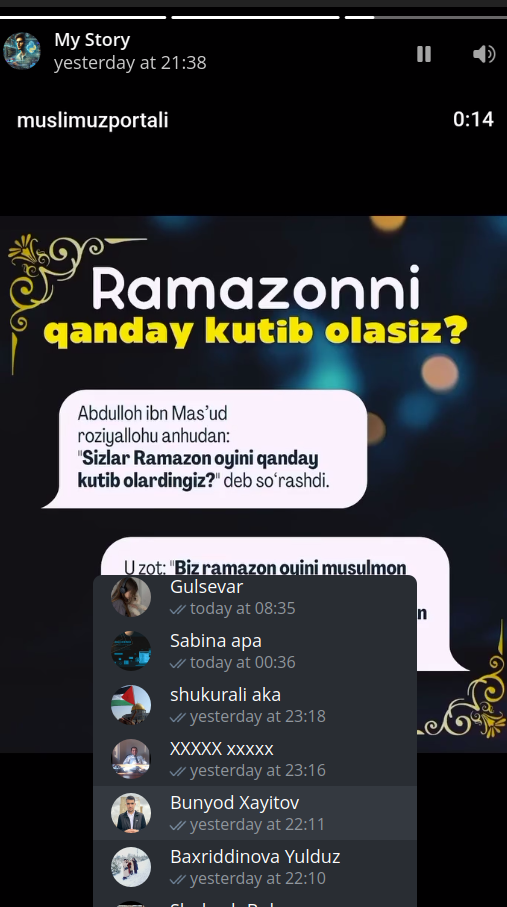 My Story
yesterday at 21:38
muslimuzportali
0:14
Ramazonni
qanday kutib olasiz?
Abdulloh ibn Mas’ud
roziyallohu anhudan:
"Sizlar Ramazon oyini qanday
kutib olardingiz?" deb so‘rashdi.
U zot: "Biz ramazon oyini musulmon
Gulsevar
today at 08:35
Sabina apa
today at 00:36
shukurali aka
yesterday at 23:18
XXXXX xxxxx
yesterday at 23:16
Bunyod Xayitov
yesterday at 22:11
Baxriddinova Yulduz
yesterday at 22:10